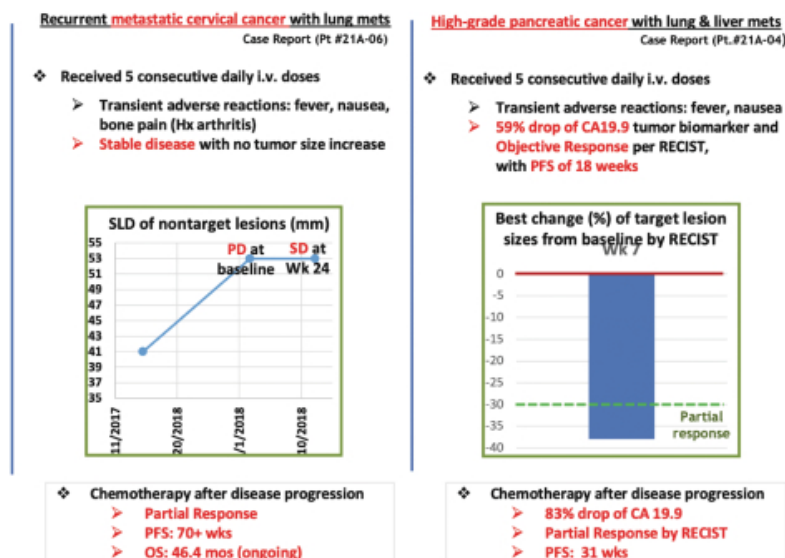 Recurrent metastatic cervical cancer with lung mets
Case Report (Pt #21A-06)
❖ Received 5 consecutive daily i.v. doses
➤ Transient adverse reactions: fever, nausea,
bone pain (Hx arthritis)
➤ Stable disease with no tumor size increase
SLD of nontarget lesions (mm)
55
53
51
49
47
45
43
41
39
37
35
PD at
baseline
SD at
Wk 24
11/2017
20/2018
/1/2018
10/2018
❖ Chemotherapy after disease progression
➤ Partial Response
➤ PFS: 70+ wks
➤ OS: 46.4 mos (ongoing)
High-grade pancreatic cancer with lung & liver mets
Case Report (Pt.#21A-04)
❖ Received 5 consecutive daily i.v. doses
➤ Transient adverse reactions: fever, nausea
➤ 59% drop of CA19.9 tumor biomarker and
Objective Response per RECIST,
with PFS of 18 weeks
Best change (%) of target lesion
sizes from baseline by RECIST
Wk 7
0
-5
-10
-15
-20
-25
-30
-35
-40
Partial
response
❖ Chemotherapy after disease progression
➤ 83% drop of CA 19.9
➤ Partial Response by RECIST
➤ PFS: 31 wks